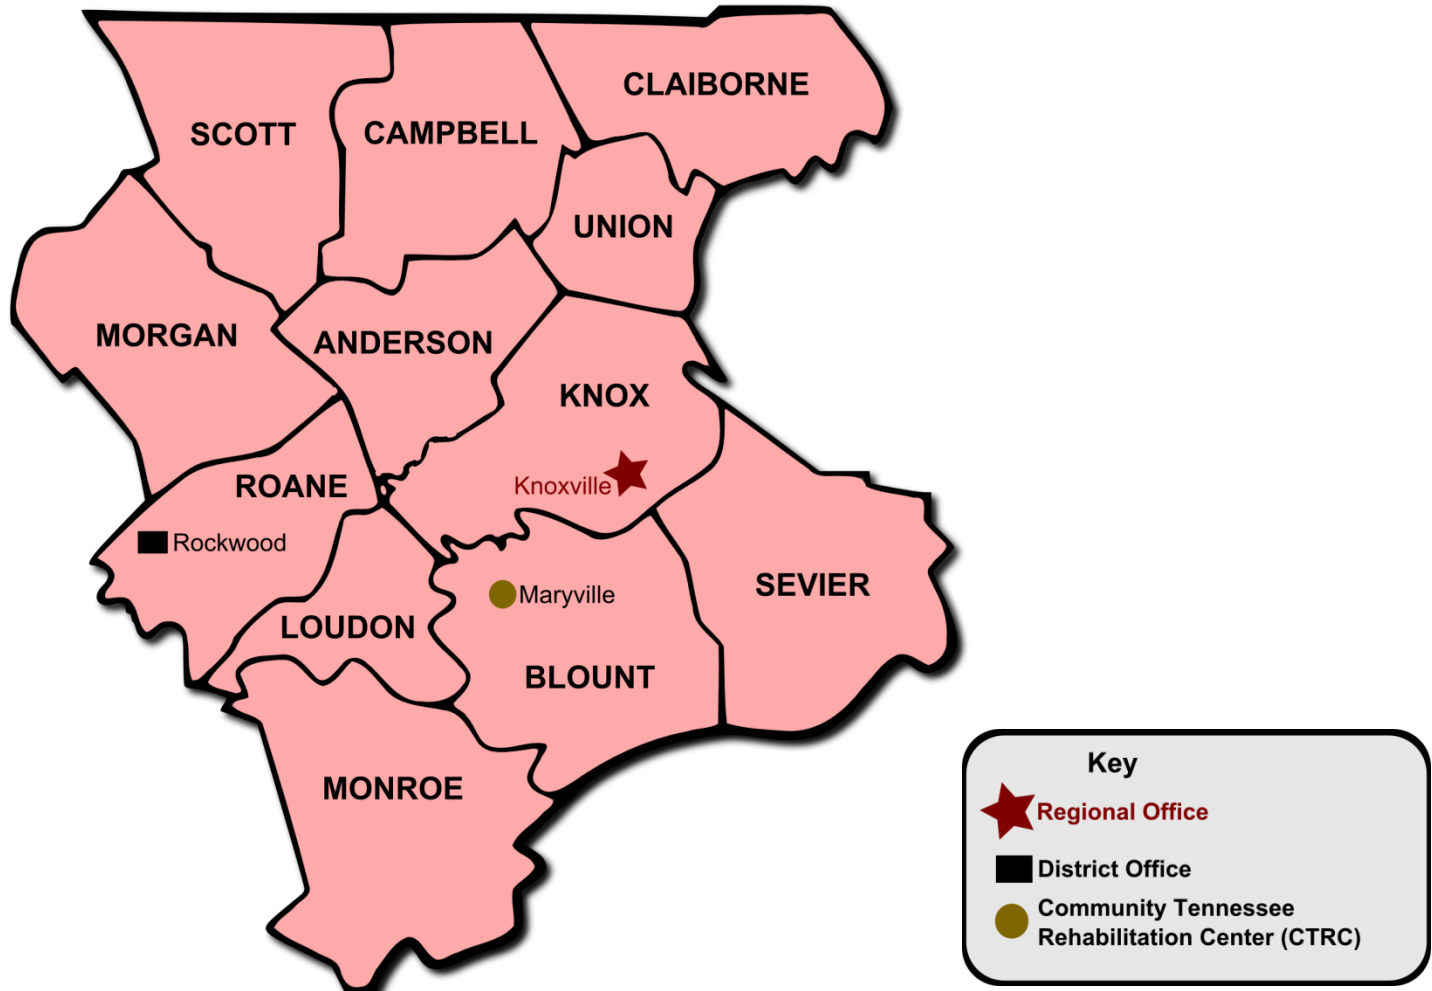 CLAIBORNE
SCOTT
CAMPBELL
UNION
MORGAN
ANDERSON
KNOX
Knoxville
ROANE
Rockwood
SEVIER
Maryville
LOUDON
BLOUNT
MONROE
Key
Regional Office
District Office
Community Tennessee
Rehabilitation Center (CTRC)